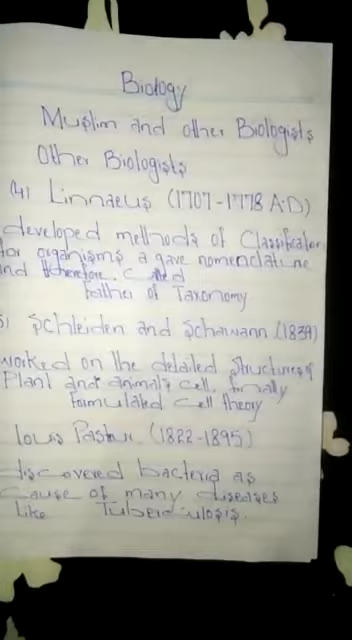 Biology
Muslim and other Biologists
Other Biologists
(4) Linnaeus (1707-1778 A.D)
developed methods of Classification
for organisms a gave nomenclature
and therefore. called
Father of Taxonomy
5) Schleiden and Schawann (1839)
worked on the detailed structures of
Plant and animals cell. finally
Formulated cell theory
louis Pastur (1822-1895)
discovered bacteria as
Cause of many diseases
like Tuberculosis.